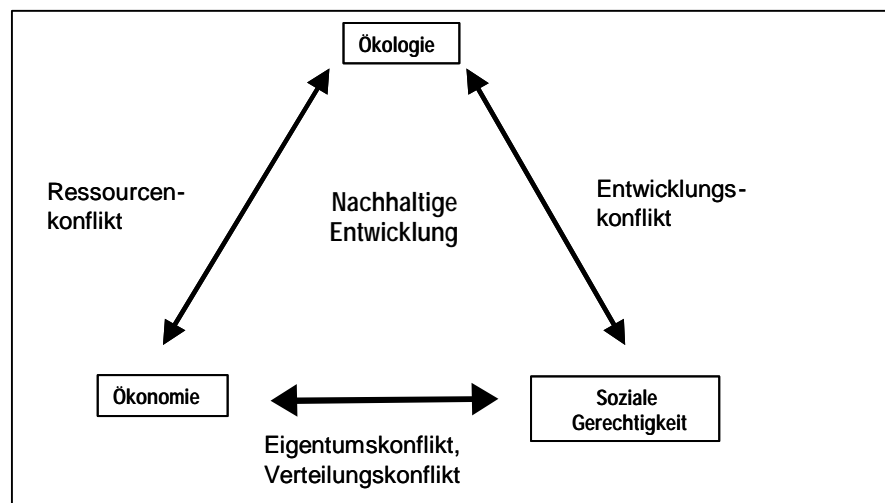 Ökologie
Ressourcen-
konflikt
Nachhaltige
Entwicklung
Entwicklungs-
konflikt
Ökonomie
Soziale
Gerechtigkeit
Eigentumskonflikt,
Verteilungskonflikt